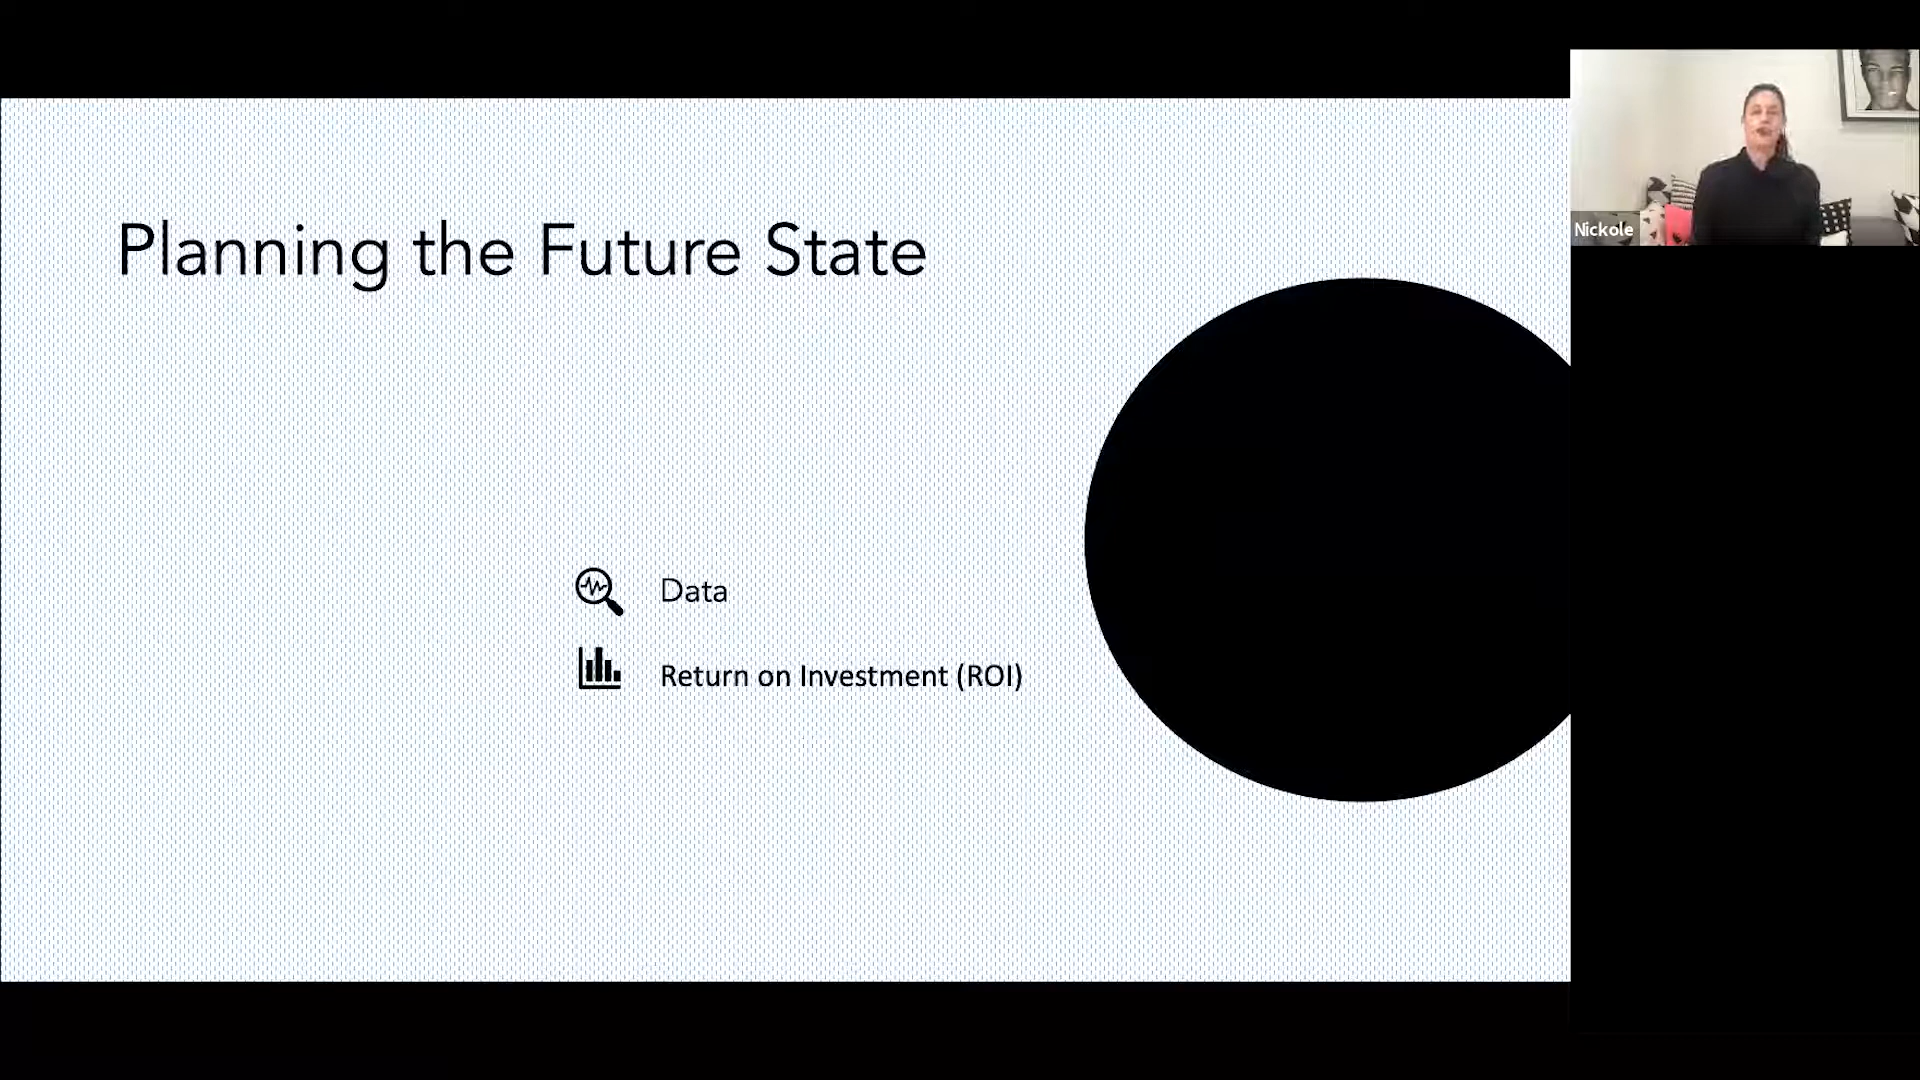 Planning the Future State
Data
Return on Investment (ROI)
Nickole